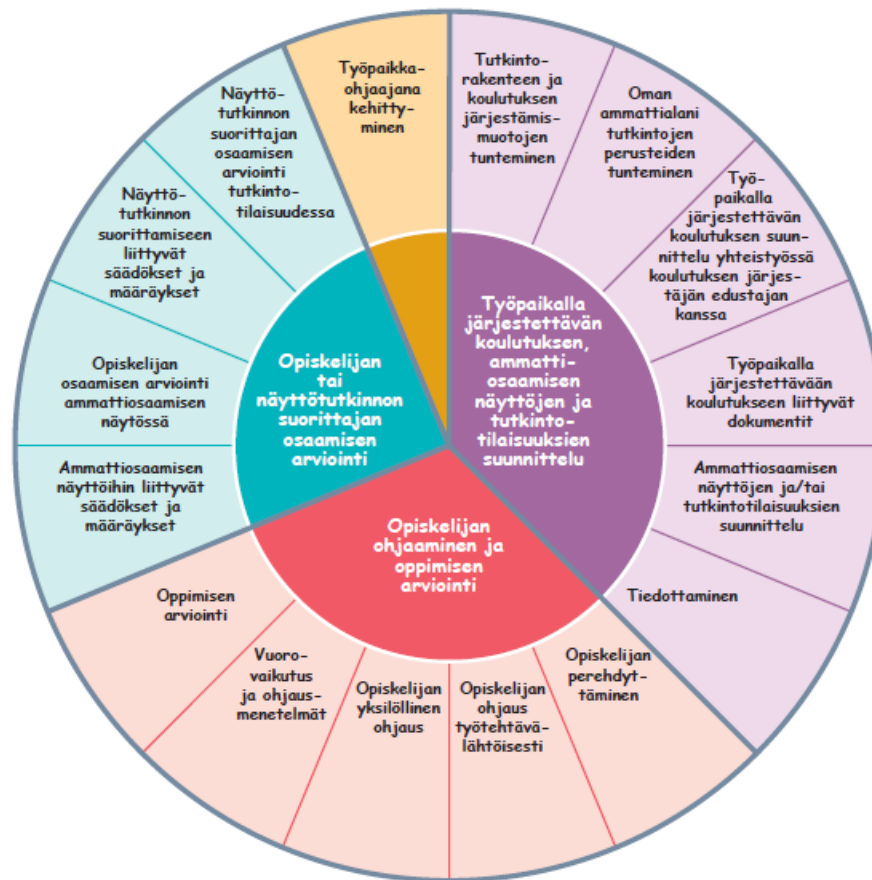 Työpaikka-
ohjaajana
kehitty-
minen
Tutkinto-
rakenteen ja
koulutuksen
järjestämis-
muotojen
tunteminen
Oman
ammattialani
tutkintojen
perusteiden
tunteminen
Työ-
paikalla
järjestettävän
koulutuksen suun-
nittelu yhteistyössä
koulutuksen järjes-
täjän edustajan
kanssa
Työpaikalla
järjestettävään
koulutukseen liittyvät
dokumentit
Ammattiosaamisen
näyttöjen ja/tai
tutkintotilaisuuksien
suunnittelu
Tiedottaminen
Opiskelijan
perehdyt-
täminen
Opiskelijan
ohjaus
työtehtävä-
lähtöisesti
Opiskelijan
yksilöllinen
ohjaus
Vuoro-
vaikutus
ja ohjaus-
menetelmät
Oppimisen
arviointi
Ammattiosaamisen
näyttöihin liittyvät
säädökset ja
määräykset
Opiskelijan
osaamisen arviointi
ammattiosaamisen
näytössä
Näyttö-
tutkinnon
suorittamiseen
liittyvät
säädökset ja
määräykset
Näyttö-
tutkinnon
suorittajan
osaamisen
arviointi
tutkinto-
tilaisuudessa
Työpaikalla
järjestettävän
koulutuksen,
ammatti-
osaamisen
näyttöjen ja
tutkinto-
tilaisuuksien
suunnittelu
Opiskelijan
ohjaaminen ja
oppimisen
arviointi
Opiskelijan
tai
näyttötutkinnon
suorittajan
osaamisen
arviointi